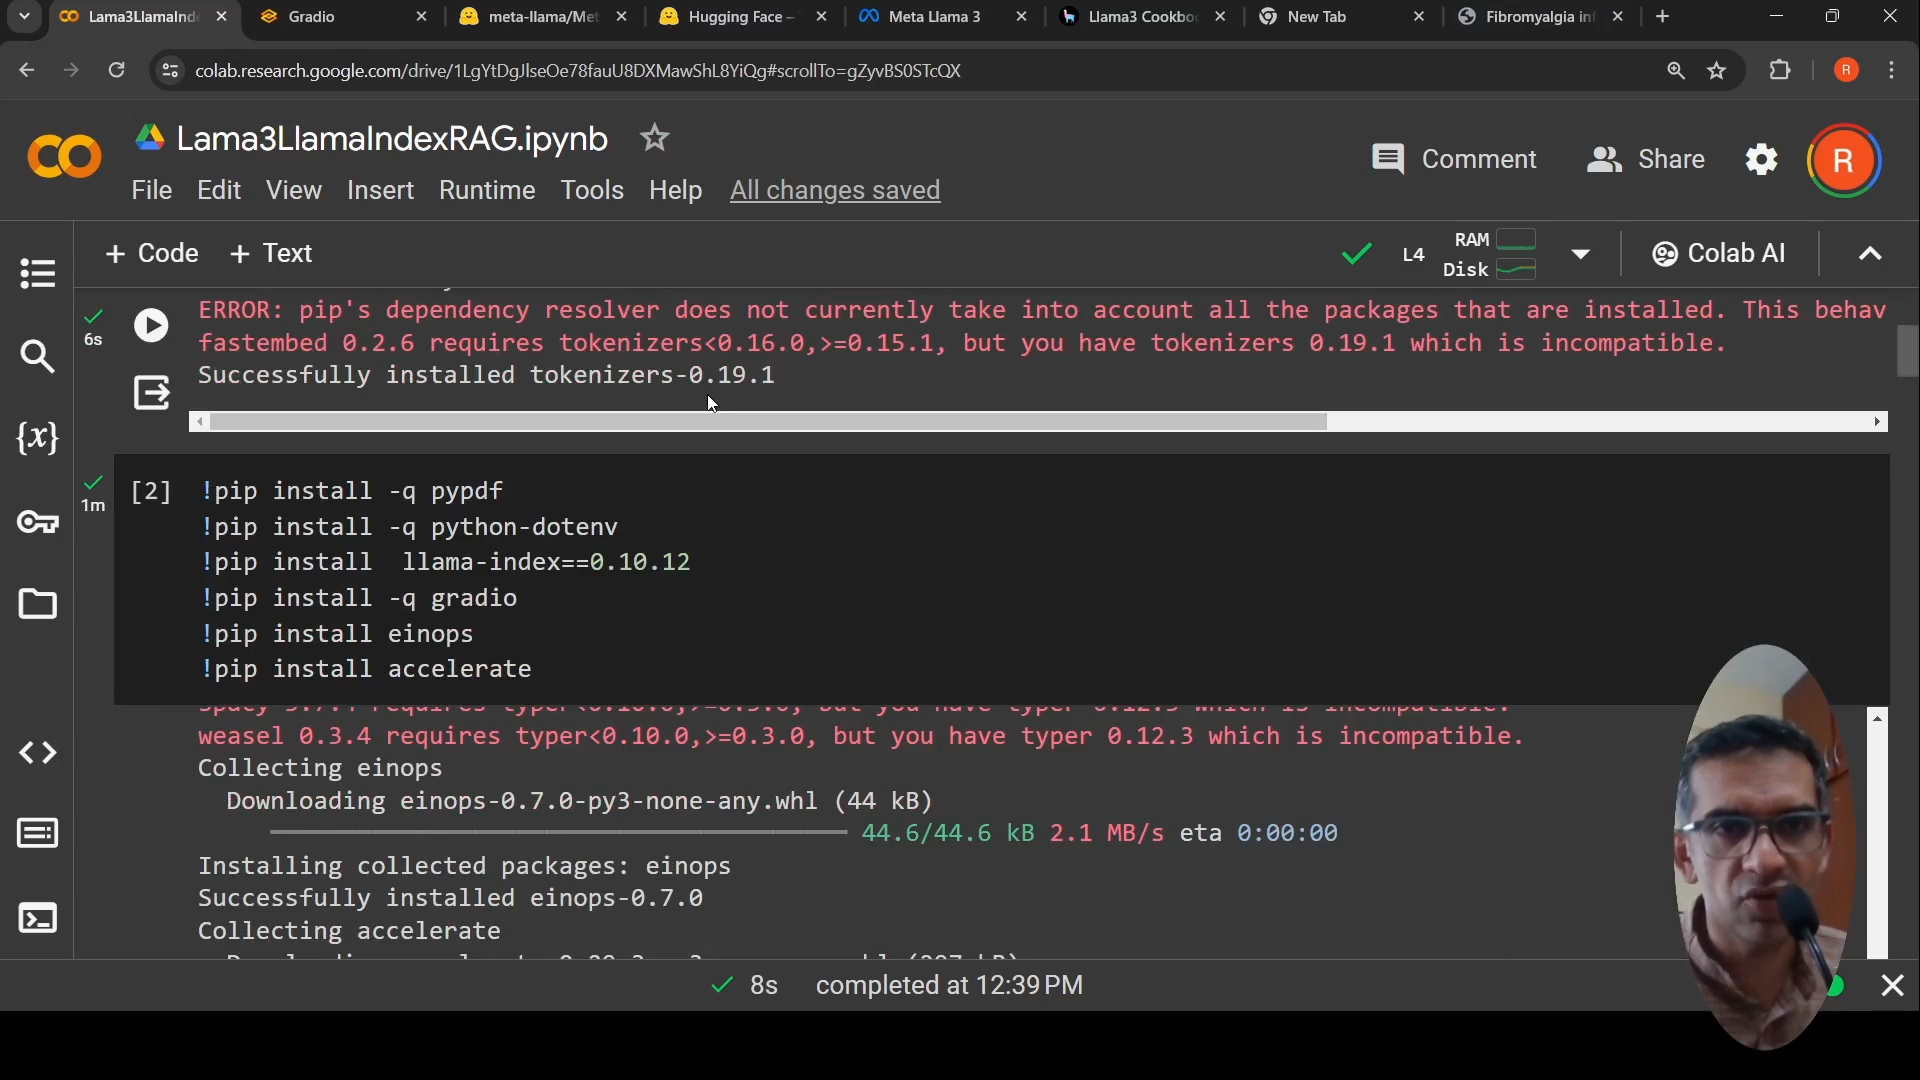 Lama3LlamaInd
Gradio
meta-llama/Met
Hugging Face –
Meta Llama 3
Llama3 Cookbo
New Tab
Fibromyalgia inf
colab.research.google.com/drive/1LgYtDgJlseOe78fauU8DXMawShL8YiQg#scrollTo=gZyvBS0STcQX
R
Lama3LlamaIndexRAG.ipynb
Comment
Share
R
File Edit View Insert Runtime Tools Help All changes saved
+ Code + Text
L4
RAM
Disk
Colab AI
ERROR: pip's dependency resolver does not currently take into account all the packages that are installed. This behav
6s
fastembed 0.2.6 requires tokenizers<0.16.0,>=0.15.1, but you have tokenizers 0.19.1 which is incompatible.
Successfully installed tokenizers-0.19.1
{x}
1m
[2] !pip install -q pypdf
!pip install -q python-dotenv
!pip install  llama-index==0.10.12
!pip install -q gradio
!pip install einops
!pip install accelerate
weasel 0.3.4 requires typer<0.10.0,>=0.3.0, but you have typer 0.12.3 which is incompatible.
Collecting einops
Downloading einops-0.7.0-py3-none-any.whl (44 kB)
44.6/44.6 kB 2.1 MB/s eta 0:00:00
Installing collected packages: einops
Successfully installed einops-0.7.0
Collecting accelerate
8s completed at 12:39 PM